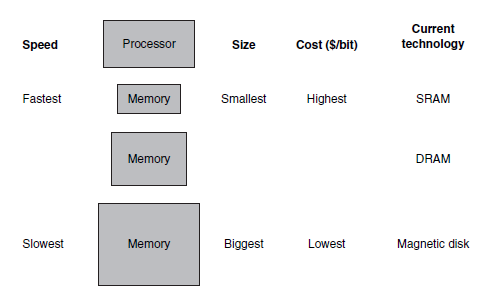 Speed Processor Size Cost ($/bit) Current
technology
Fastest Memory Smallest Highest SRAM
Memory DRAM
Slowest Memory Biggest Lowest Magnetic disk